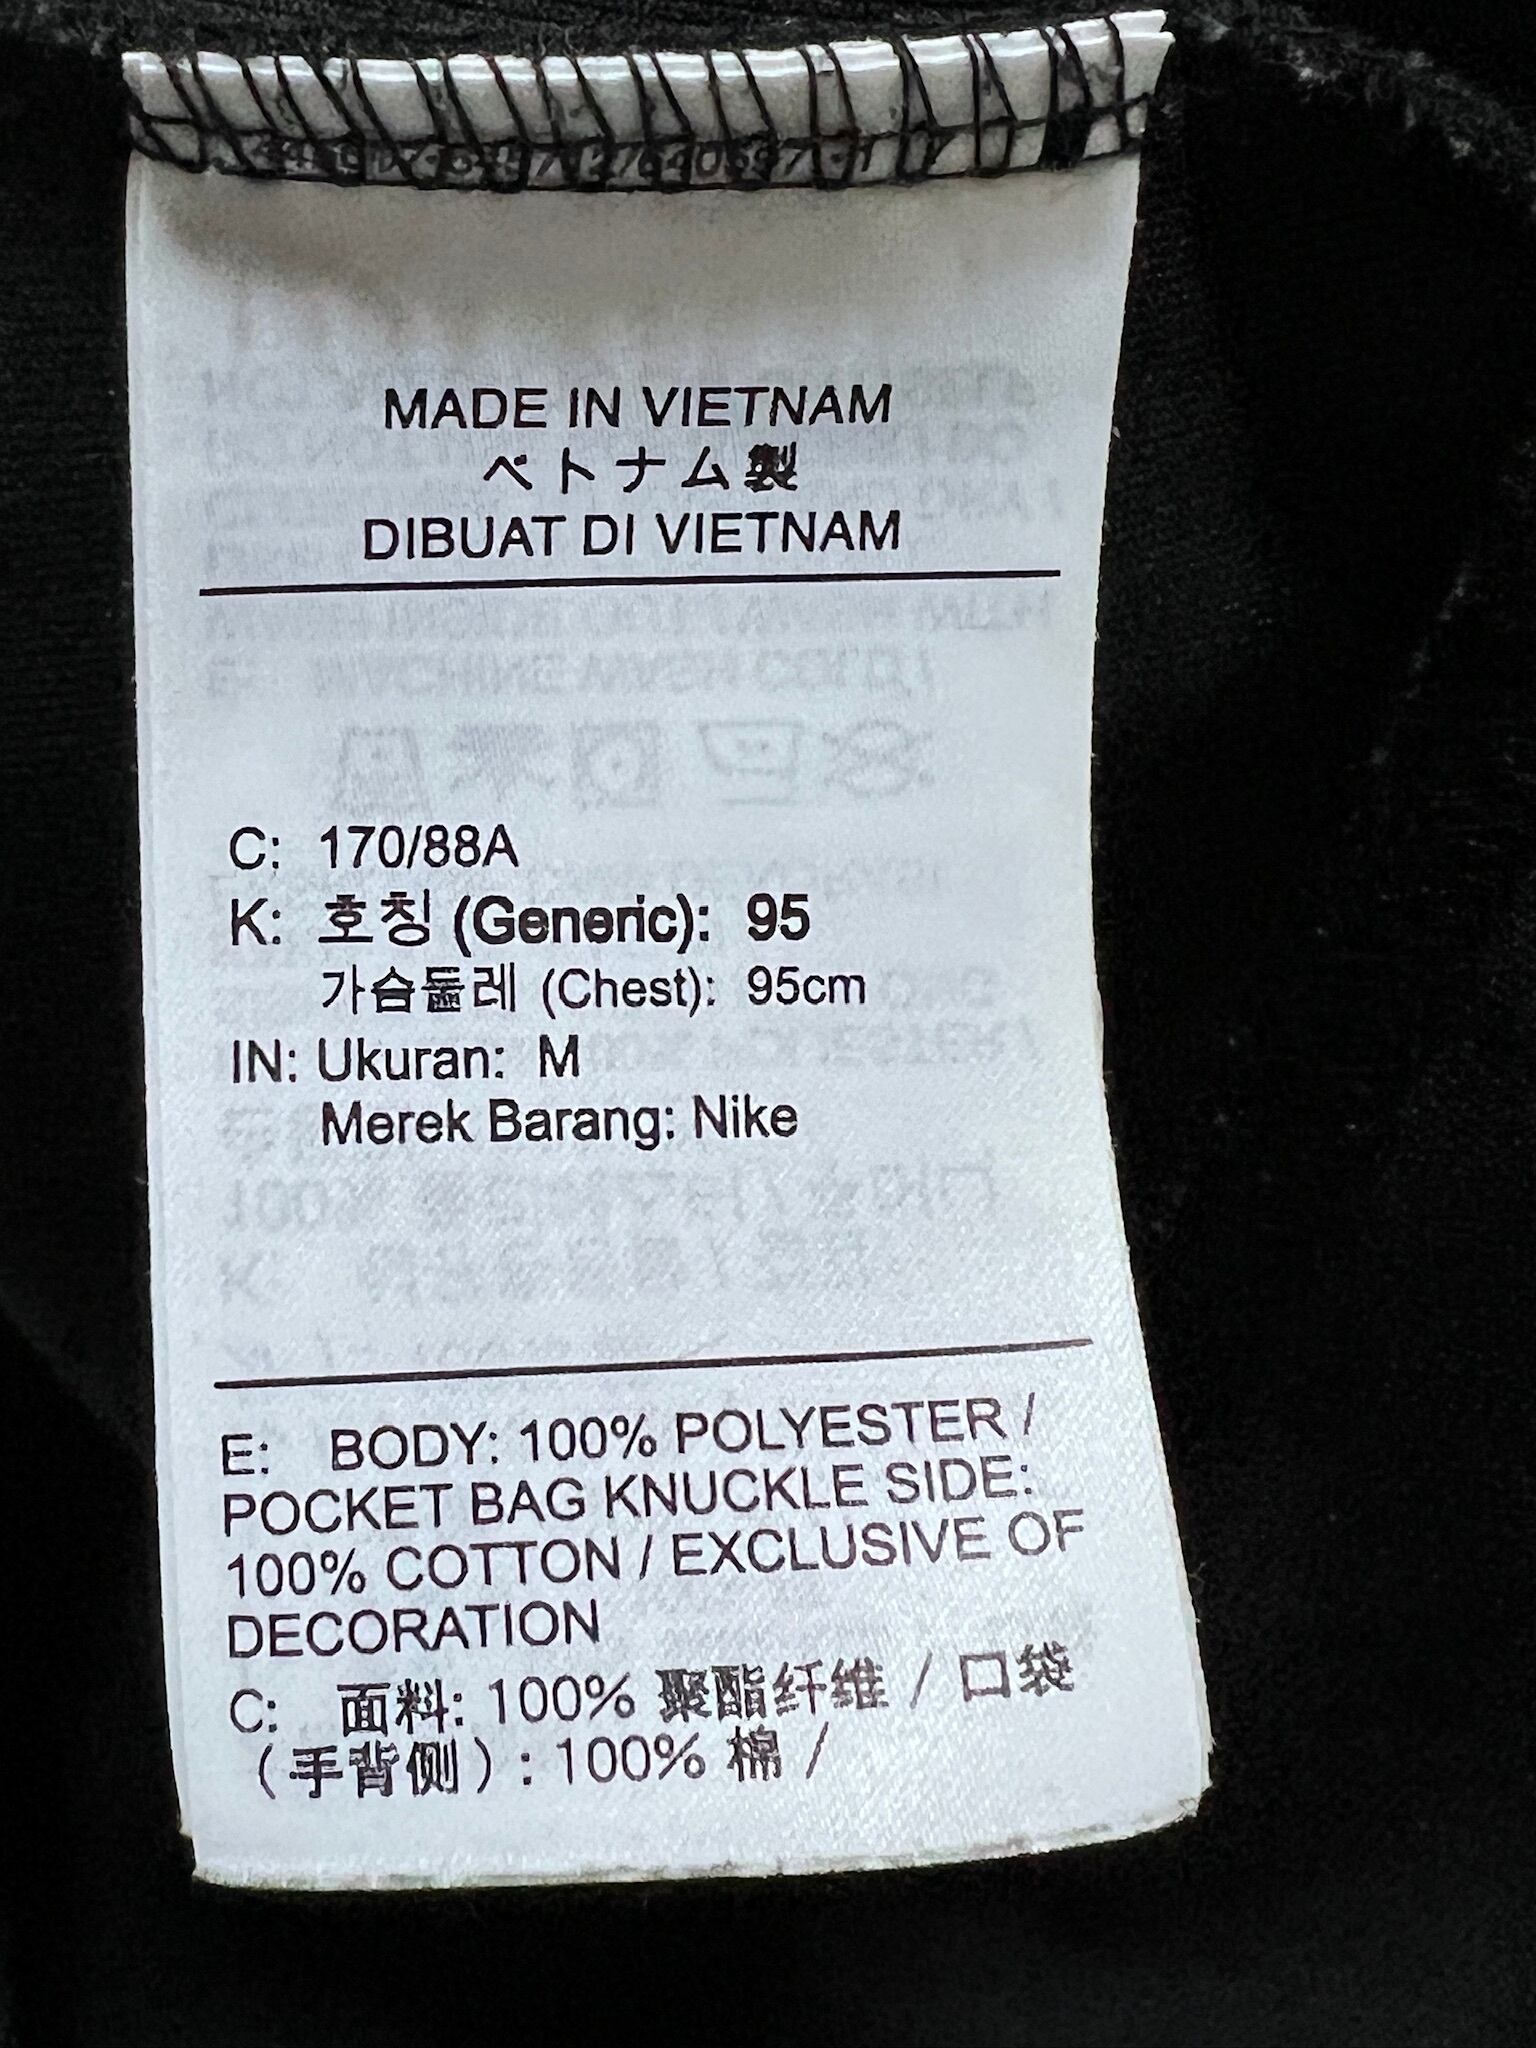 MADE IN VIETNAM
ベトナム製
DIBUAT DI VIETNAM
C: 170/88A
K: 호칭 (Generic): 95
가슴둘레 (Chest): 95cm
IN: Ukuran: M
Merek Barang: Nike
E: BODY: 100% POLYESTER /
POCKET BAG KNUCKLE SIDE:
100% COTTON / EXCLUSIVE OF
DECORATION
C: 面料: 100% 聚酯纤维 / 口袋
（手背侧）: 100% 棉 /